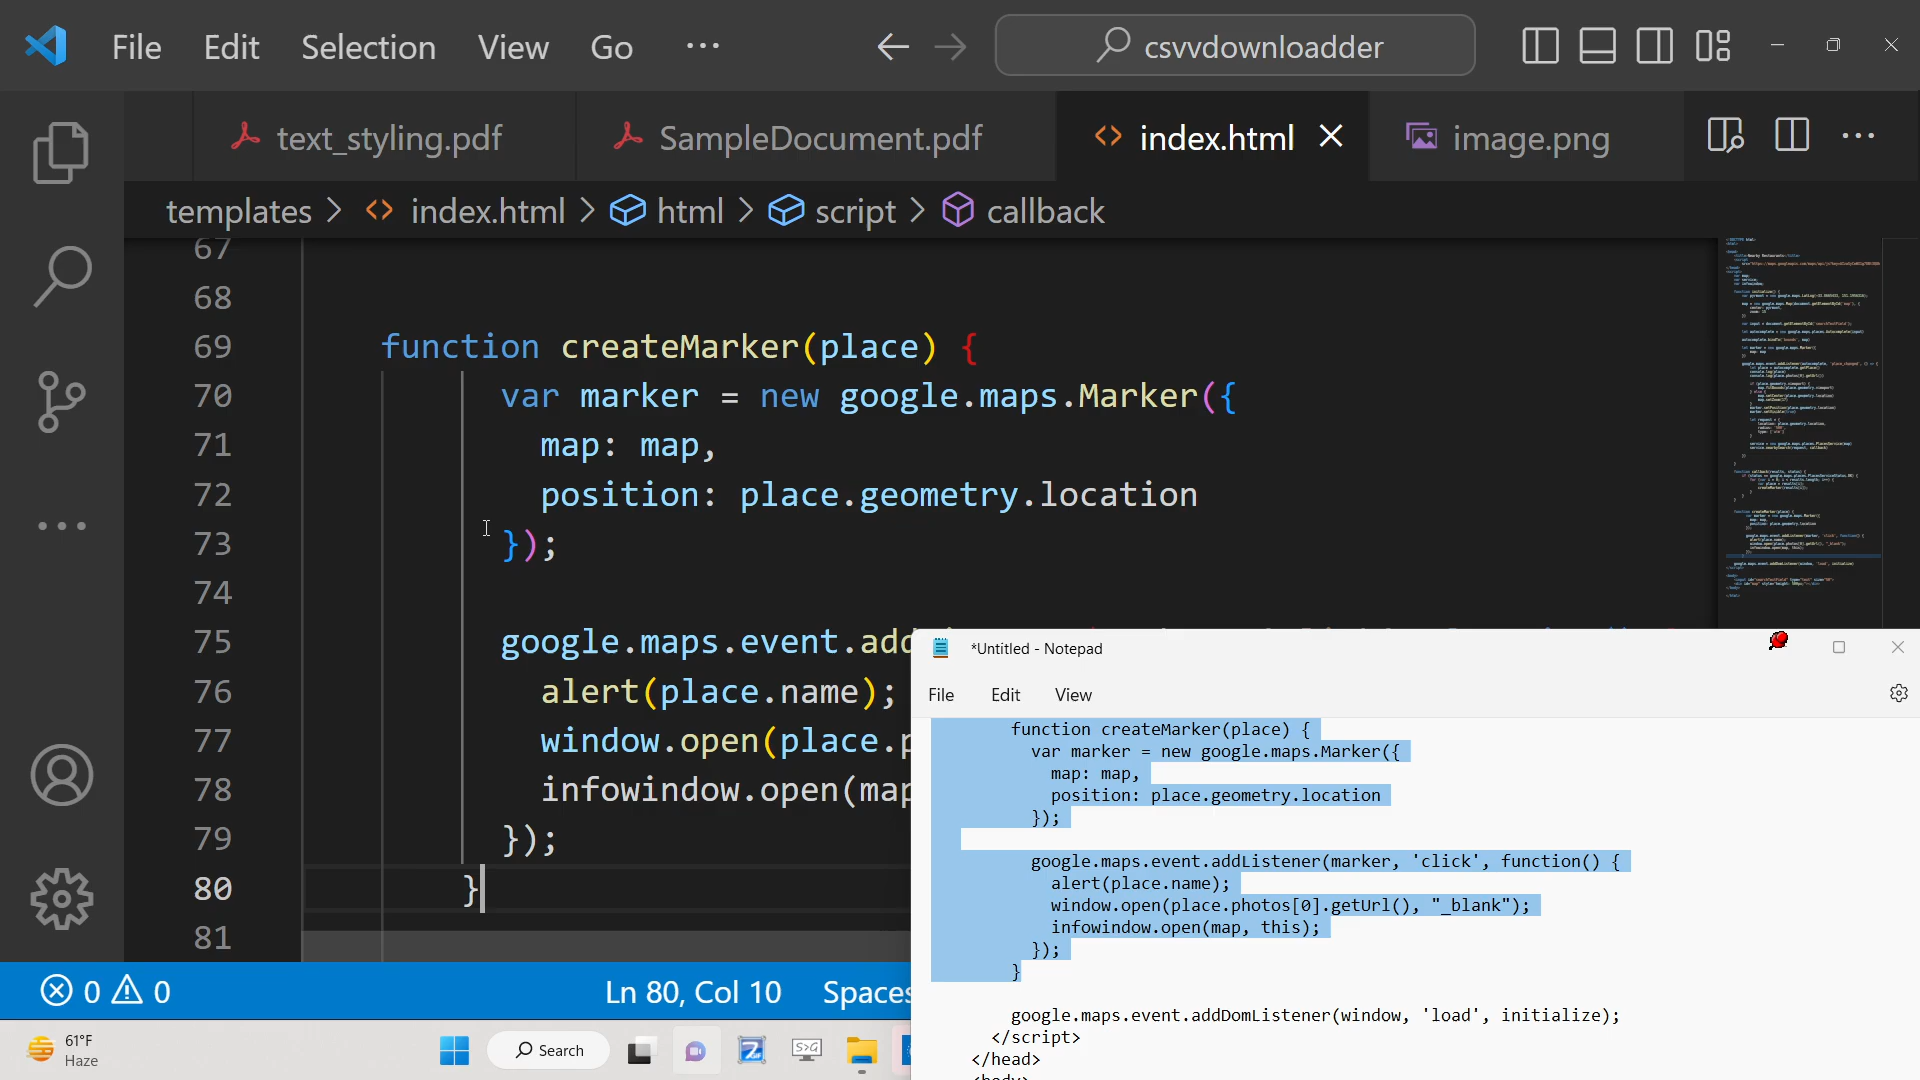 File Edit Selection View Go ···
csvvdownloadder
text_styling.pdf SampleDocument.pdf index.html image.png
templates > index.html > html > script > callback
67
68
69 function createMarker(place) {
70 var marker = new google.maps.Marker({
71 map: map,
72 position: place.geometry.location
73 });
74
75 google.maps.event.add
76 alert(place.name);
77 window.open(place.p
78 infowindow.open(map
79 });
80 }
81
0 0 Ln 80, Col 10 Spaces
*Untitled - Notepad
File Edit View
function createMarker(place) {
var marker = new google.maps.Marker({
map: map,
position: place.geometry.location
});
google.maps.event.addListener(marker, 'click', function() {
alert(place.name);
window.open(place.photos[0].getUrl(), "_blank");
infowindow.open(map, this);
});
}
google.maps.event.addDomListener(window, 'load', initialize);
</script>
</head>
<body>
61°F
Haze
Search